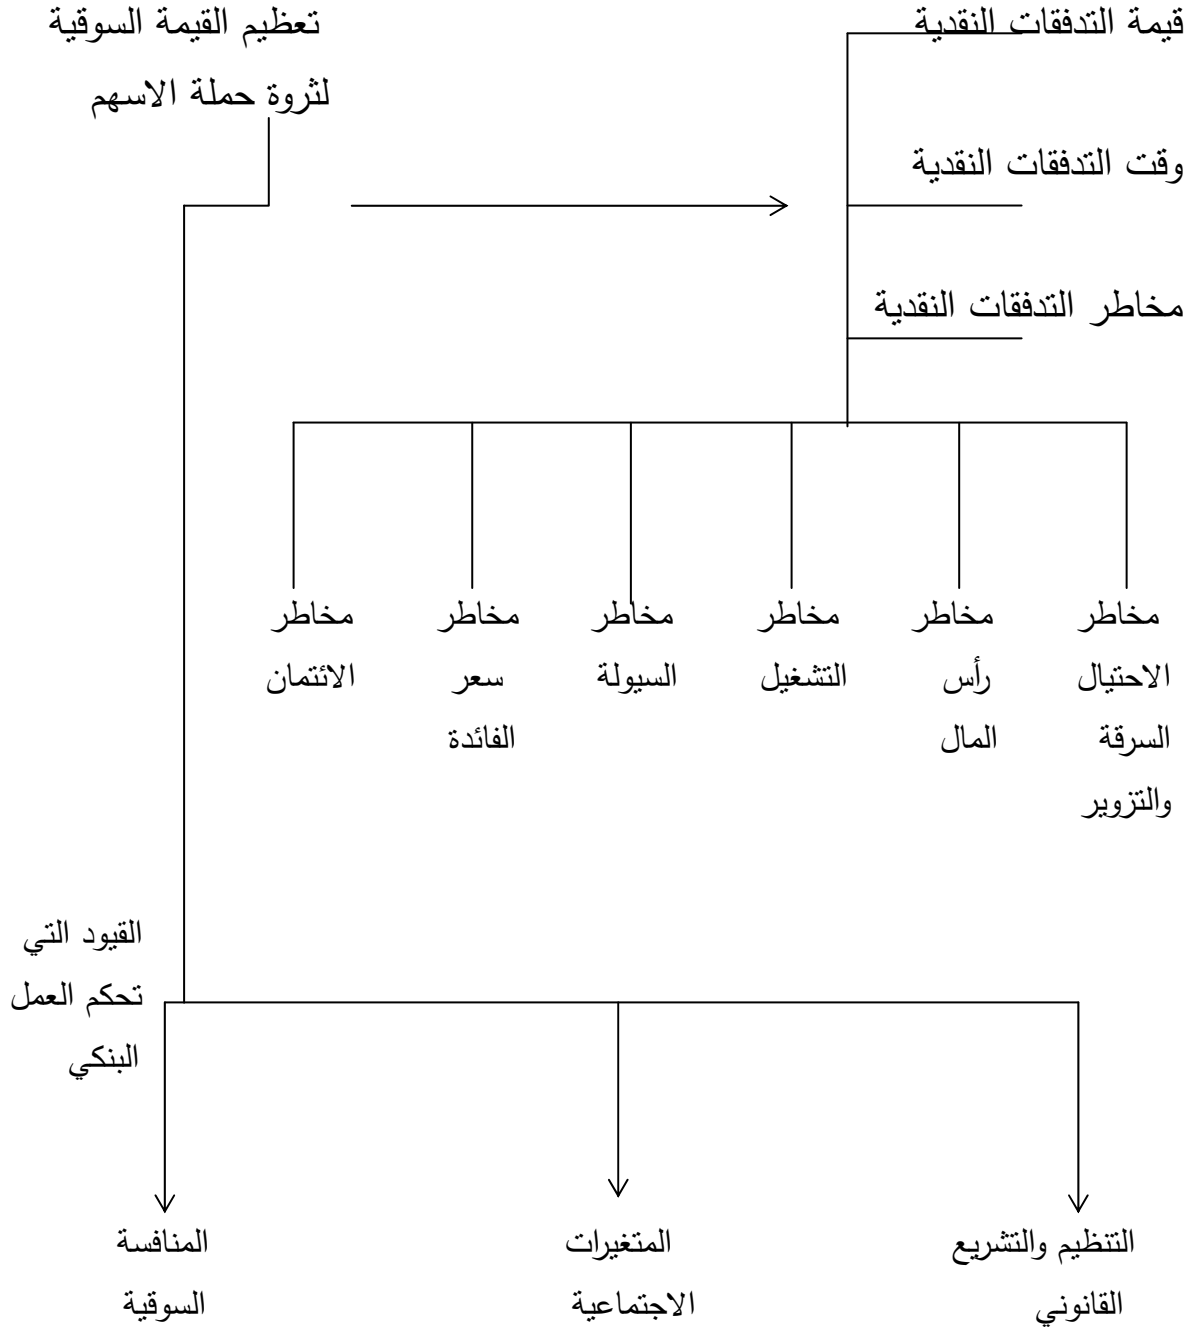 قيمة التدفقات النقدية
تعظيم القيمة السوقية
لثروة حملة الاسهم
وقت التدفقات النقدية
مخاطر التدفقات النقدية
مخاطر
الاحتيال
السرقة
والتزوير
مخاطر
رأس
المال
مخاطر
التشغيل
مخاطر
السيولة
مخاطر
سعر
الفائدة
مخاطر
الائتمان
القيود التي
تحكم العمل
البنكي
التنظيم والتشريع
القانوني
المتغيرات
الاجتماعية
المنافسة
السوقية